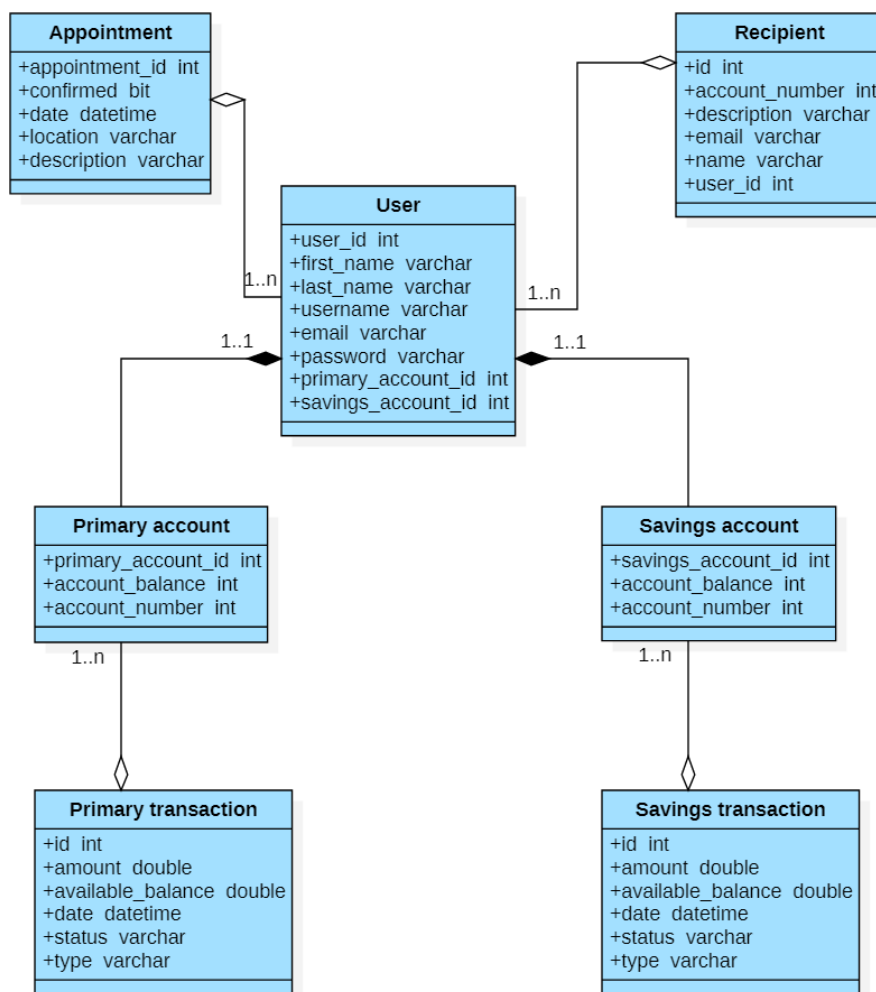 Appointment
+appointment_id int
+confirmed bit
+date datetime
+location varchar
+description varchar
Recipient
+id int
+account_number int
+description varchar
+email varchar
+name varchar
+user_id int
User
+user_id int
+first_name varchar
+last_name varchar
+username varchar
+email varchar
+password varchar
+primary_account_id int
+savings_account_id int
1..n
1..n
1..1
1..1
Primary account
+primary_account_id int
+account_balance int
+account_number int
1..n
Savings account
+savings_account_id int
+account_balance int
+account_number int
1..n
Primary transaction
+id int
+amount double
+available_balance double
+date datetime
+status varchar
+type varchar
Savings transaction
+id int
+amount double
+available_balance double
+date datetime
+status varchar
+type varchar